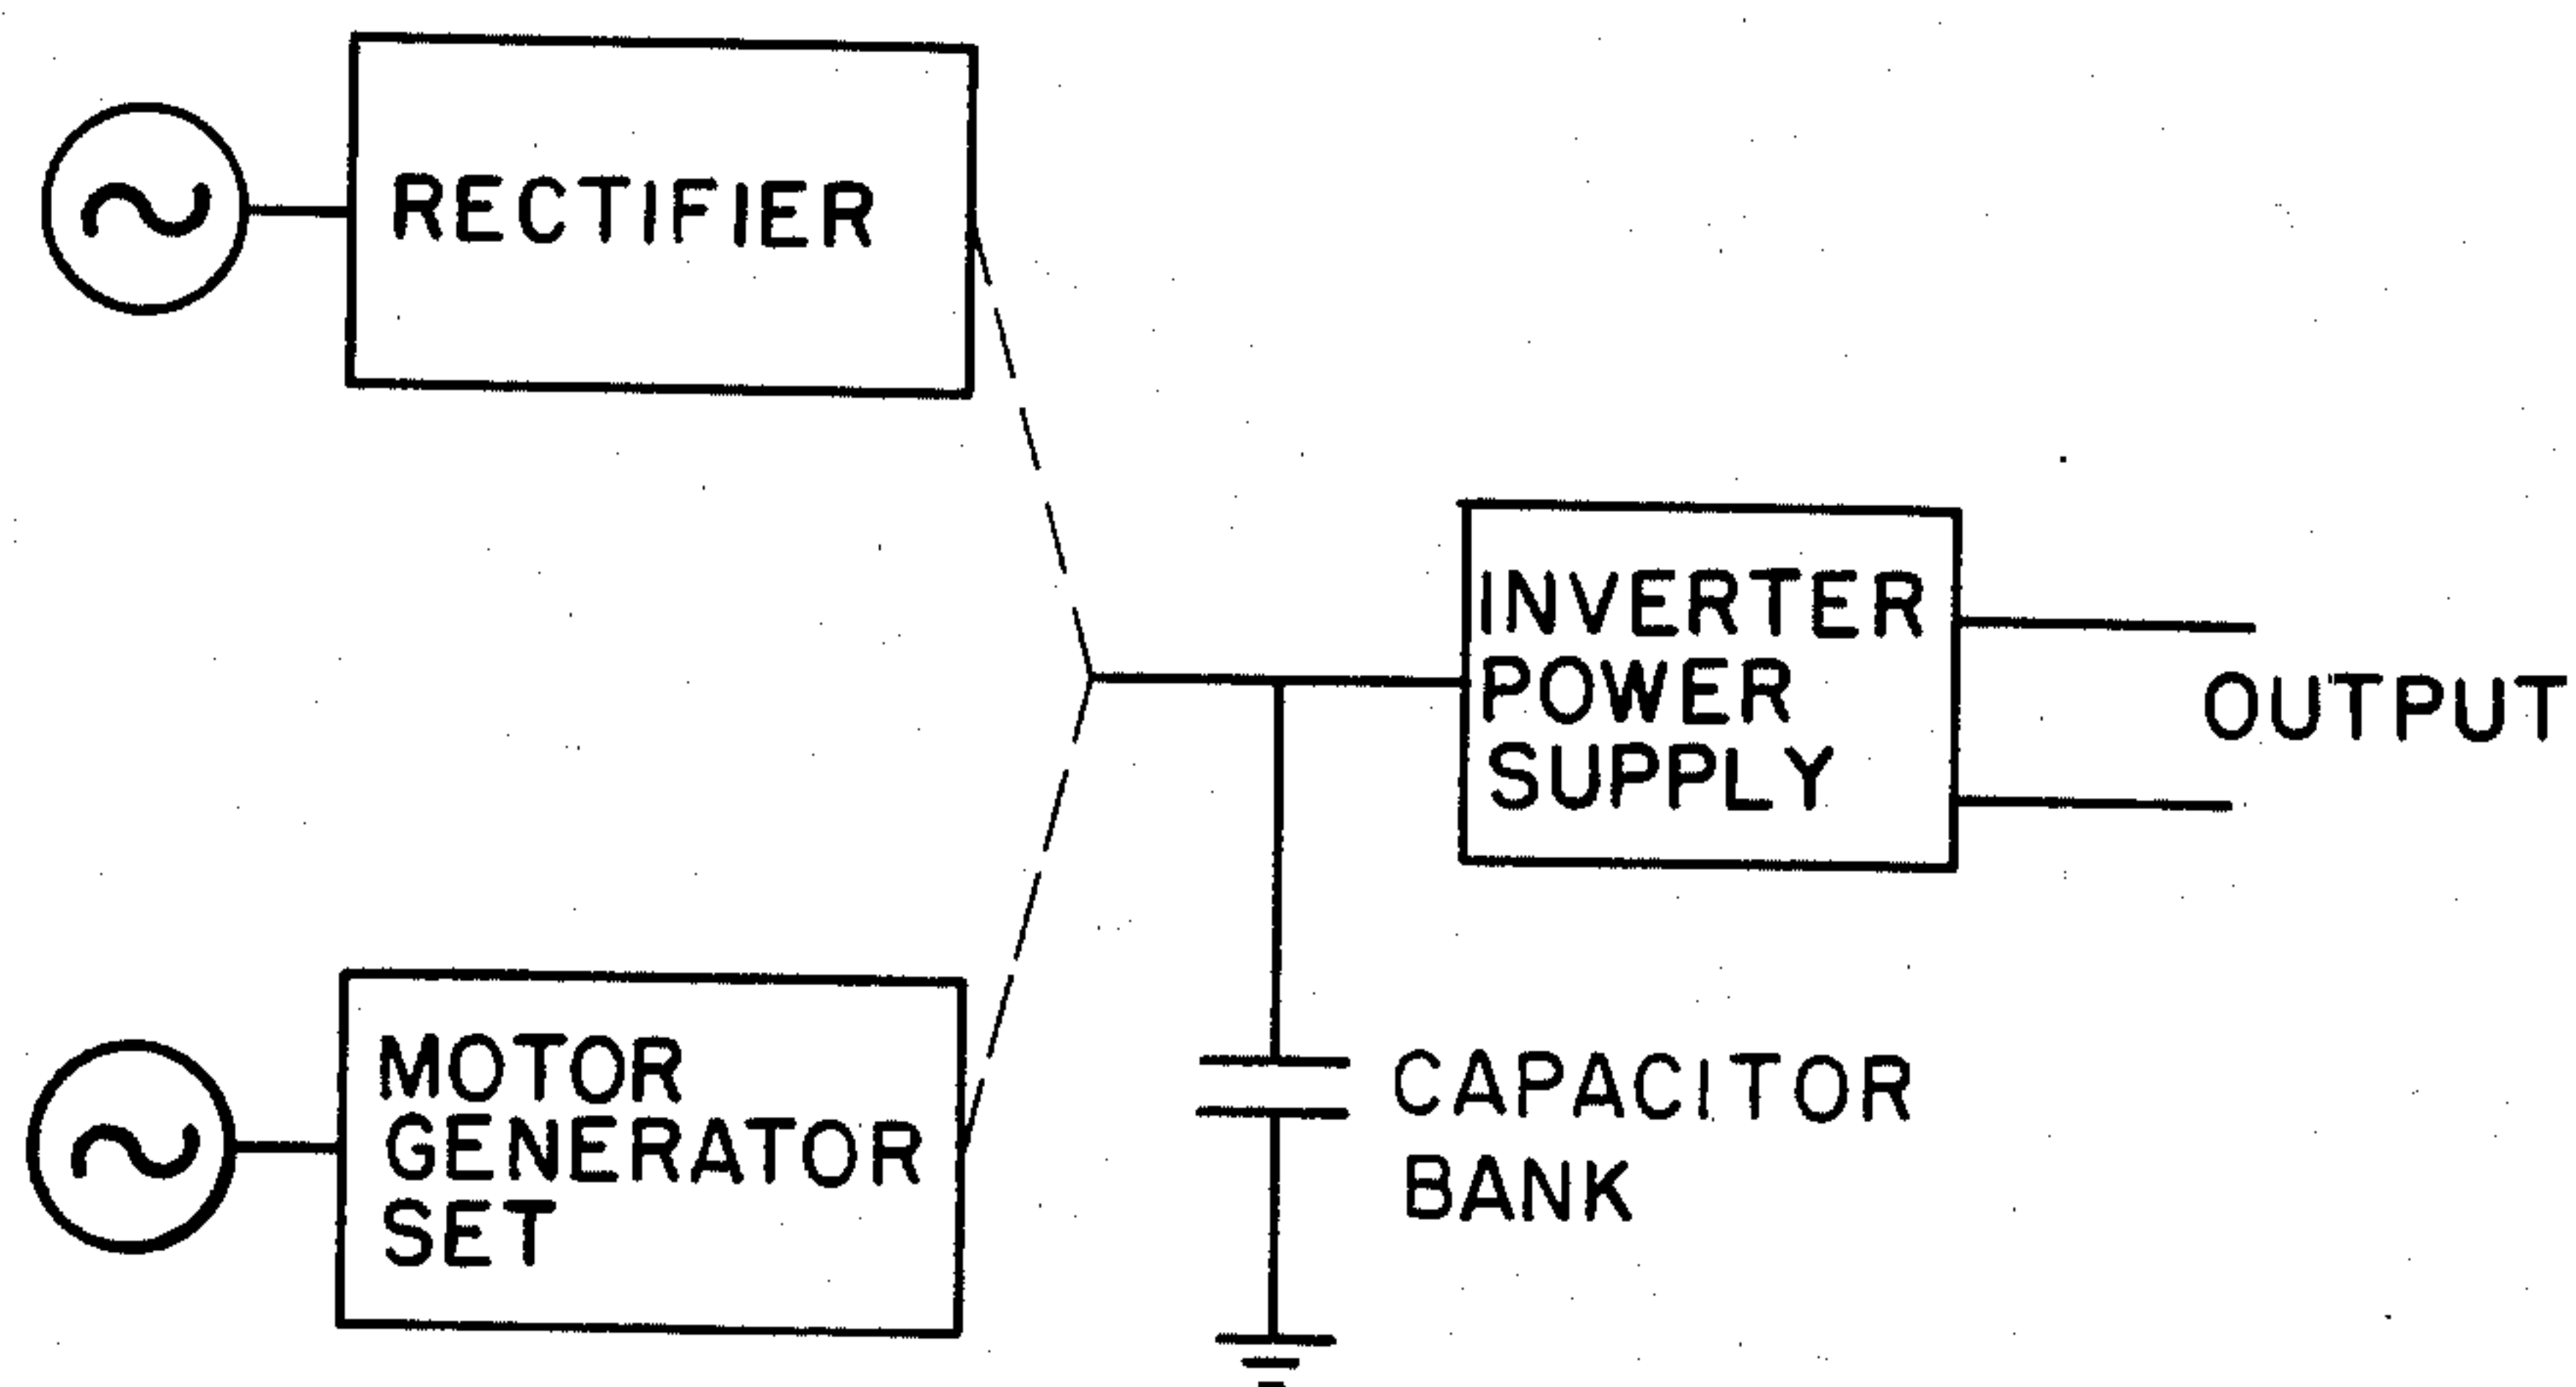 RECTIFIER
INVERTER
POWER
SUPPLY
OUTPUT
MOTOR
GENERATOR
SET
CAPACITOR
BANK